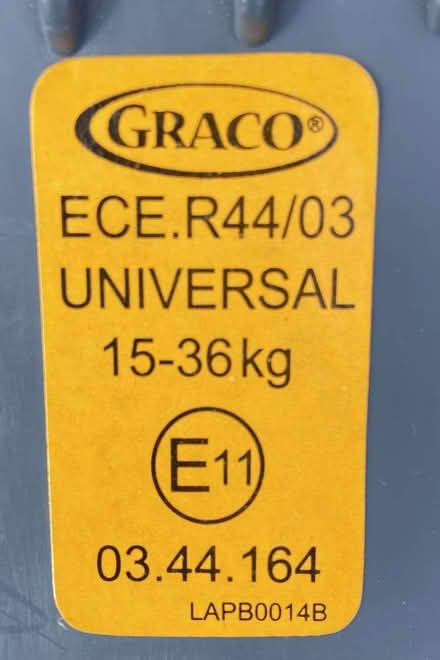 GRACO®
ECE.R44/03
UNIVERSAL
15-36kg
E11
03.44.164
LAPB0014B